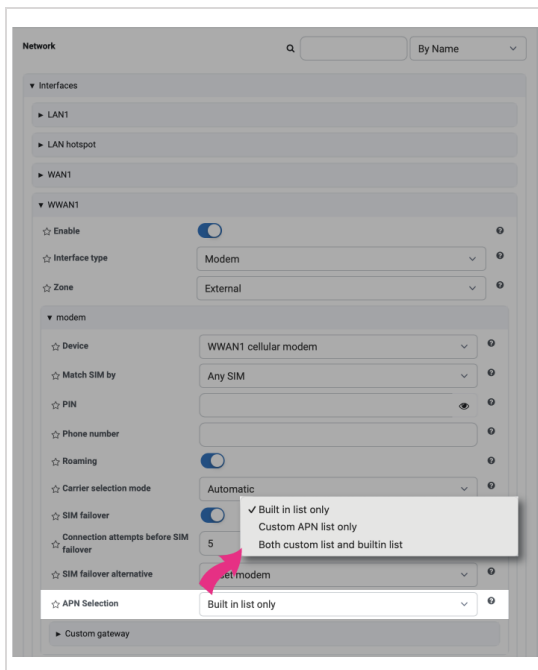 Network
By Name
▼ Interfaces
► LAN1
► LAN hotspot
► WAN1
▼ WWAN1
Enable
Interface type Modem
Zone External
▼ modem
Device WWAN1 cellular modem
Match SIM by Any SIM
PIN
Phone number
Roaming
Carrier selection mode Automatic
✓ Built in list only
SIM failover
Custom APN list only
Connection attempts before SIM
failover
5
Both custom list and builtin list
SIM failover alternative modem
APN Selection Built in list only
► Custom gateway